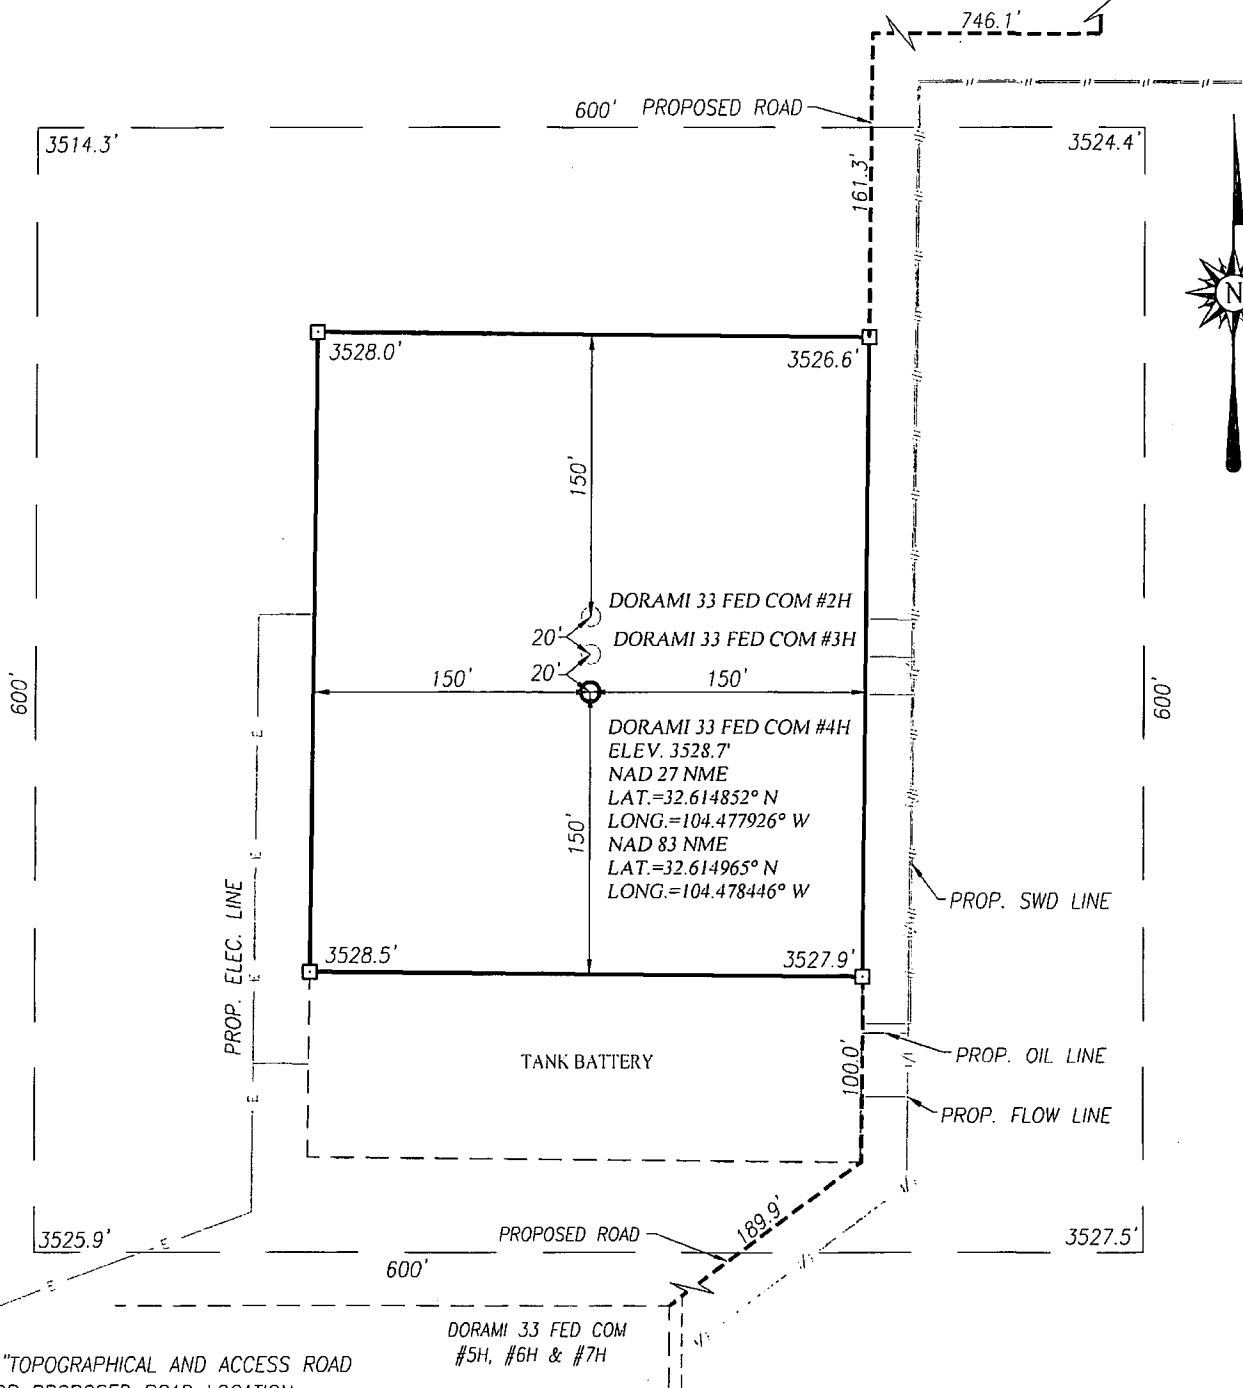 746.1'
600' PROPOSED ROAD
3514.3'
3524.4'
161.3'
N
3528.0'
3526.6'
150'
DORAMI 33 FED COM #2H
20'
DORAMI 33 FED COM #3H
20'
150'
150'
600'
600'
DORAMI 33 FED COM #4H
ELEV. 3528.7'
NAD 27 NME
LAT.=32.614852° N
LONG.=104.477926° W
NAD 83 NME
LAT.=32.614965° N
LONG.=104.478446° W
150'
E
E
E
E
PROP. ELEC. LINE
PROP. SWD LINE
3528.5'
3527.9'
TANK BATTERY
100.0'
PROP. OIL LINE
PROP. FLOW LINE
189.9'
PROPOSED ROAD
3525.9'
3527.5'
E
E
600'
DORAMI 33 FED COM
#5H, #6H & #7H
"TOPOGRAPHICAL AND ACCESS ROAD
PROPOSED ROAD LOCATION